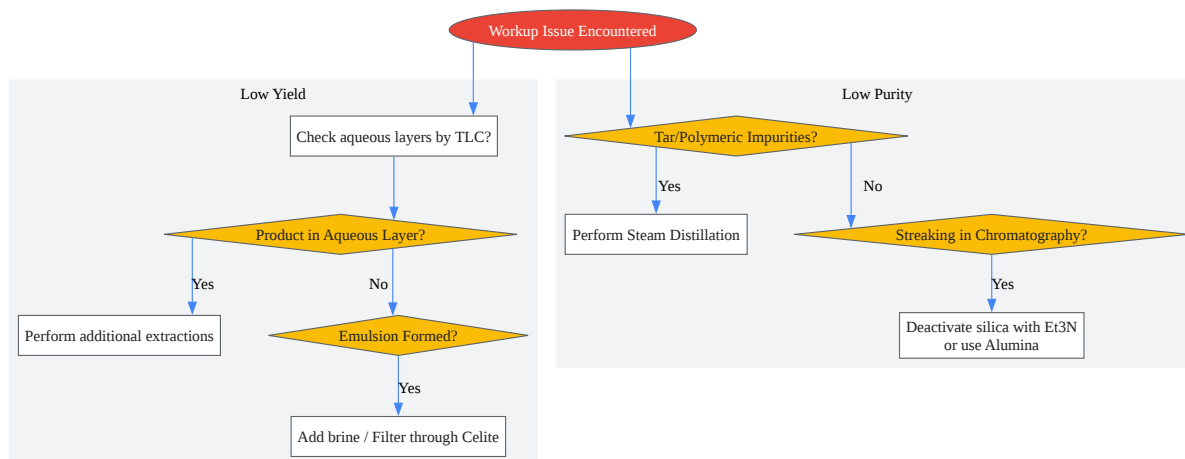 Workup Issue Encountered
Low Yield
Check aqueous layers by TLC?
Product in Aqueous Layer?
Yes
No
Perform additional extractions
Emulsion Formed?
Yes
Add brine / Filter through Celite
Low Purity
Tar/Polymeric Impurities?
Yes
No
Perform Steam Distillation
Streaking in Chromatography?
Yes
Deactivate silica with Et3N
or use Alumina